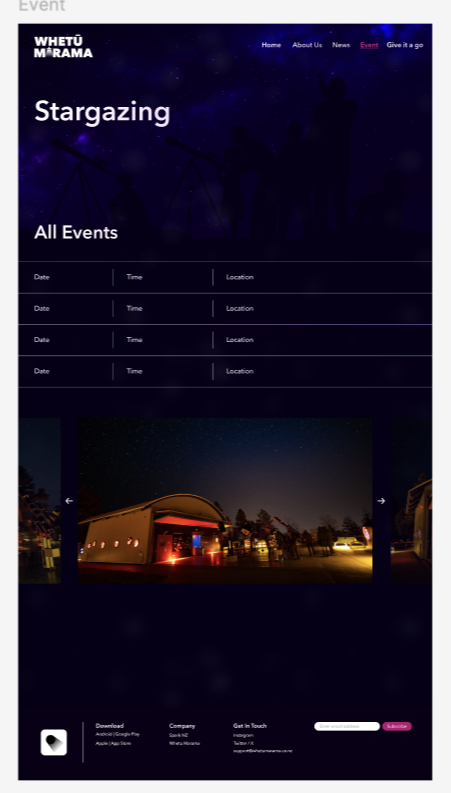 Event
WHETŪ
MĀRAMA
Home About Us News Event Give it a go
Stargazing
All Events
Date Time Location
Date Time Location
Date Time Location
Date Time Location
← →
Download
Android | Google Play
Apple | App Store
Company
Spark NZ
Whetu Marama
Get In Touch
Instagram
Twitter / X
support@whetumarama.co.nz
Enter email address
Subscribe